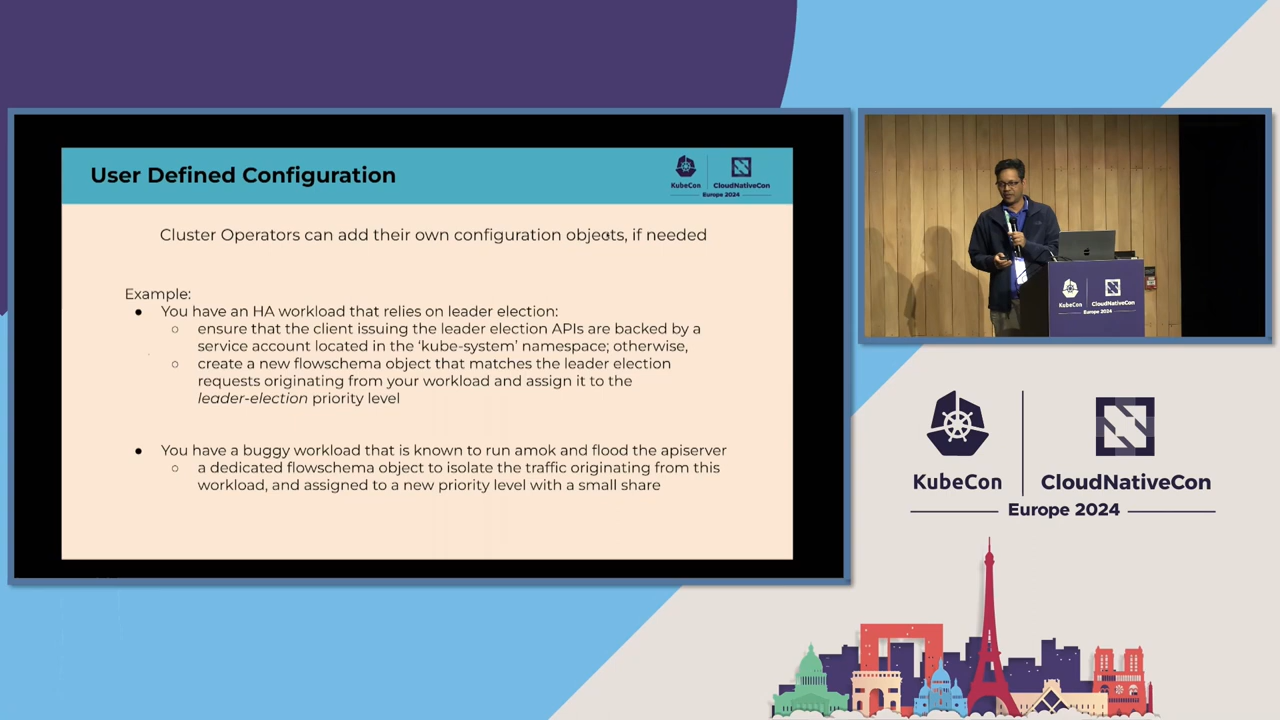 User Defined Configuration
KubeCon
CloudNativeCon
Europe 2024
Cluster Operators can add their own configuration objects, if needed
Example:
● You have an HA workload that relies on leader election:
○ ensure that the client issuing the leader election APIs are backed by a
service account located in the ‘kube-system’ namespace; otherwise,
○ create a new flowschema object that matches the leader election
requests originating from your workload and assign it to the
leader-election priority level
● You have a buggy workload that is known to run amok and flood the apiserver
○ a dedicated flowschema object to isolate the traffic originating from this
workload, and assigned to a new priority level with a small share
KubeCon
CloudNativeCon
Europe 2024
KubeCon
CloudNativeCon
Europe 2024